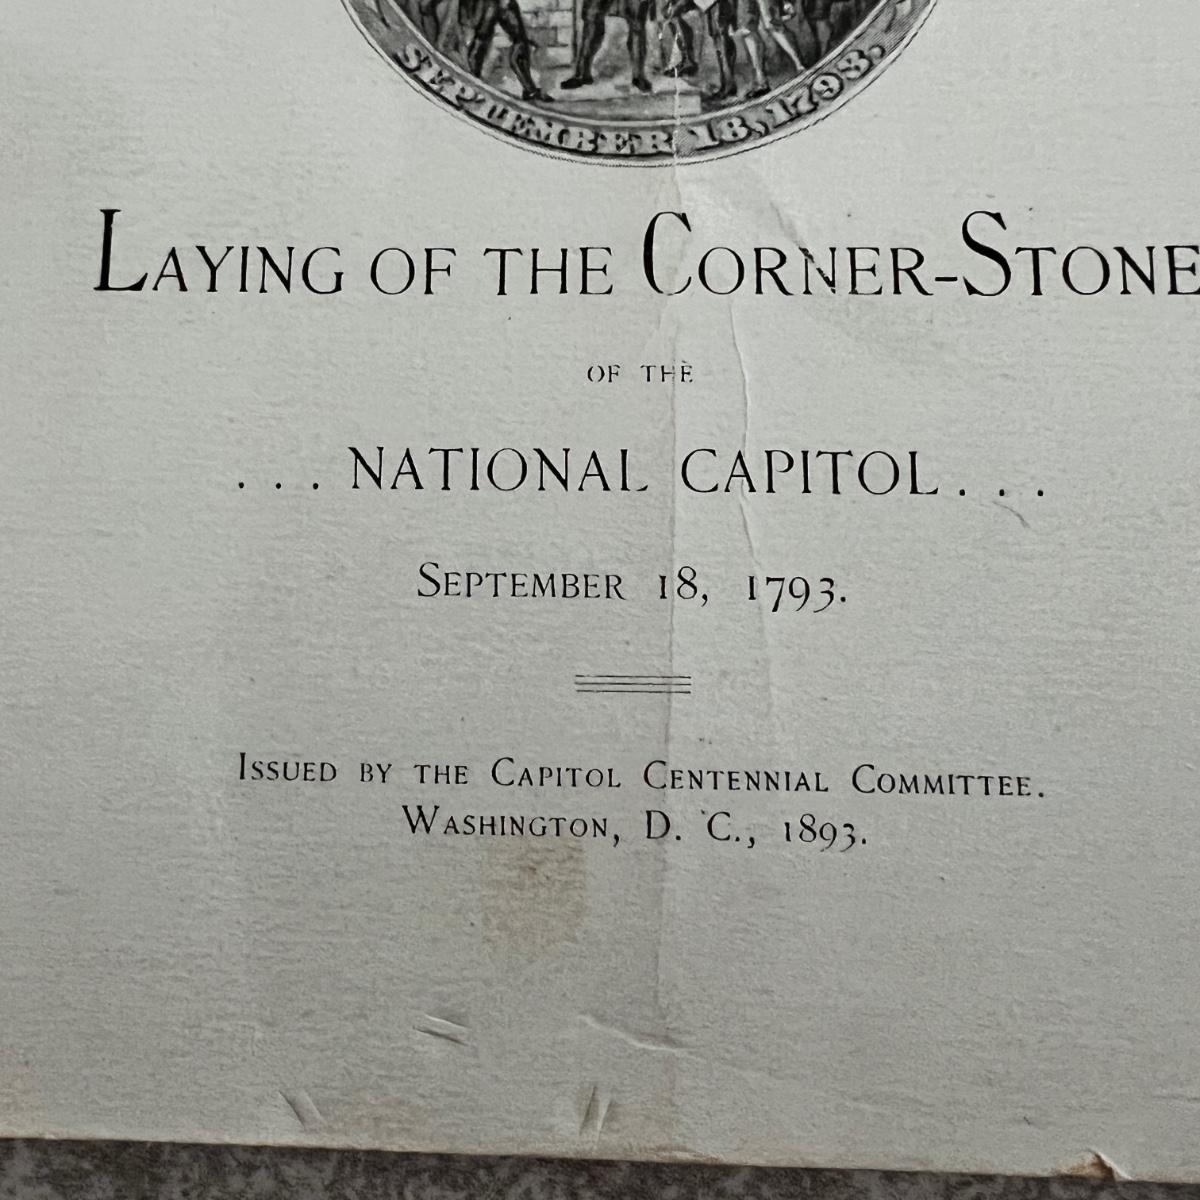 SEPTEMBER 18, 1793.
LAYING OF THE CORNER-STONE
OF THE
. . . NATIONAL CAPITOL . . .
SEPTEMBER 18, 1793.
ISSUED BY THE CAPITOL CENTENNIAL COMMITTEE.
WASHINGTON, D. C., 1893.